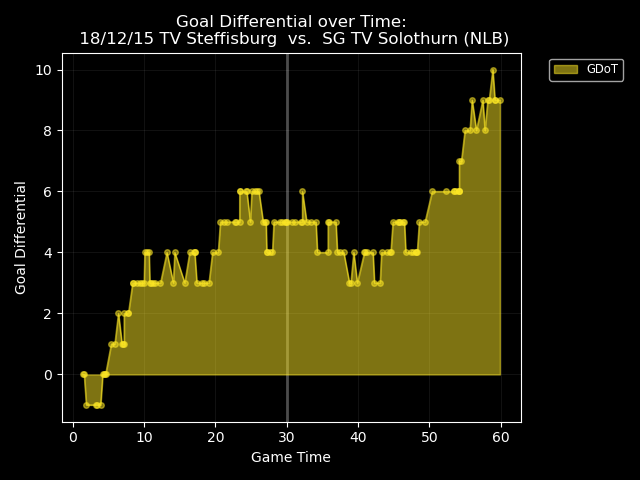 Goal Differential over Time:
18/12/15 TV Steffisburg  vs.  SG TV Solothurn (NLB)
GDoT
Goal Differential
10
8
6
4
2
0
−1
0 10 20 30 40 50 60
Game Time